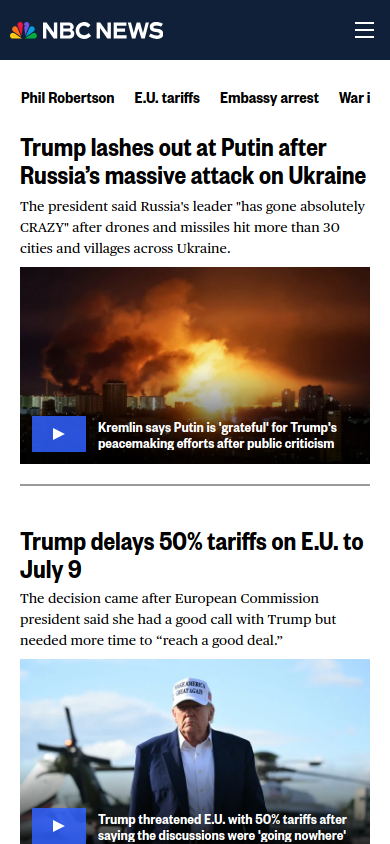 NBC NEWS
Phil Robertson E.U. tariffs Embassy arrest War i
Trump lashes out at Putin after
Russia’s massive attack on Ukraine
The president said Russia's leader "has gone absolutely
CRAZY" after drones and missiles hit more than 30
cities and villages across Ukraine.
Kremlin says Putin is 'grateful' for Trump's
peacemaking efforts after public criticism
Trump delays 50% tariffs on E.U. to
July 9
The decision came after European Commission
president said she had a good call with Trump but
needed more time to “reach a good deal.”
MAKE AMERICA
GREAT AGAIN
Trump threatened E.U. with 50% tariffs after
saying the discussions were 'going nowhere'